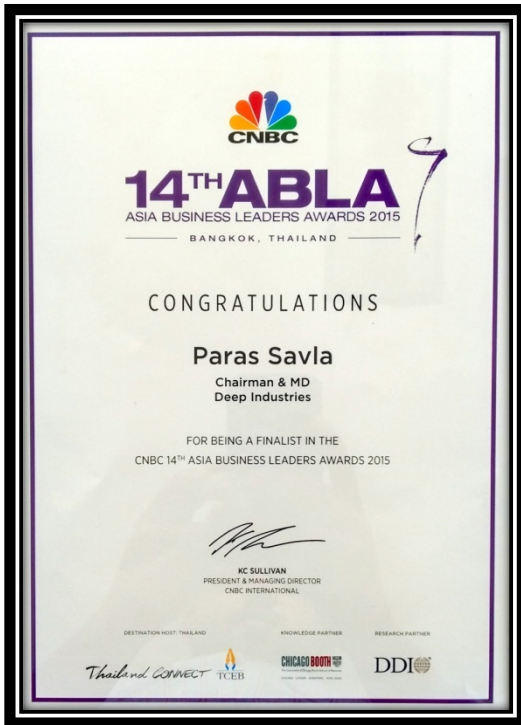 CNBC
14TH ABLA
ASIA BUSINESS LEADERS AWARDS 2015
BANGKOK, THAILAND
CONGRATULATIONS
Paras Savla
Chairman & MD
Deep Industries
FOR BEING A FINALIST IN THE
CNBC 14TH ASIA BUSINESS LEADERS AWARDS 2015
KC SULLIVAN
PRESIDENT & MANAGING DIRECTOR
CNBC INTERNATIONAL
DESTINATION HOST: THAILAND KNOWLEDGE PARTNER RESEARCH PARTNER
Thailand CONNECT TCEB CHICAGO BOOTH DDI